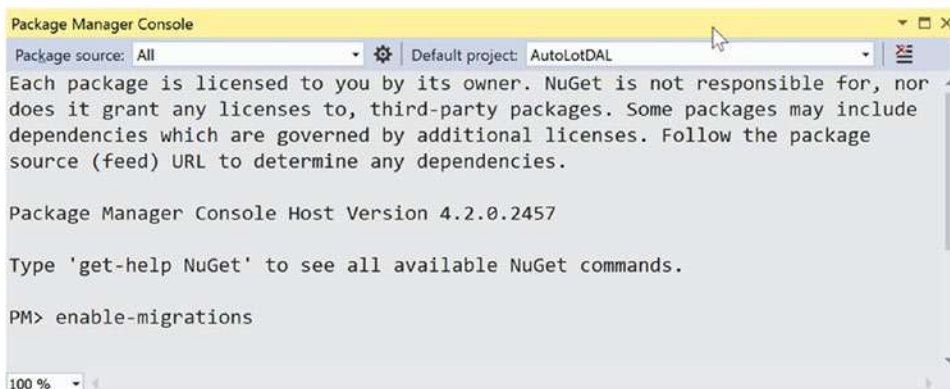 Package Manager Console
Package source: All Default project: AutoLotDAL
Each package is licensed to you by its owner. NuGet is not responsible for, nor
does it grant any licenses to, third-party packages. Some packages may include
dependencies which are governed by additional licenses. Follow the package
source (feed) URL to determine any dependencies.
Package Manager Console Host Version 4.2.0.2457
Type 'get-help NuGet' to see all available NuGet commands.
PM> enable-migrations
100 %